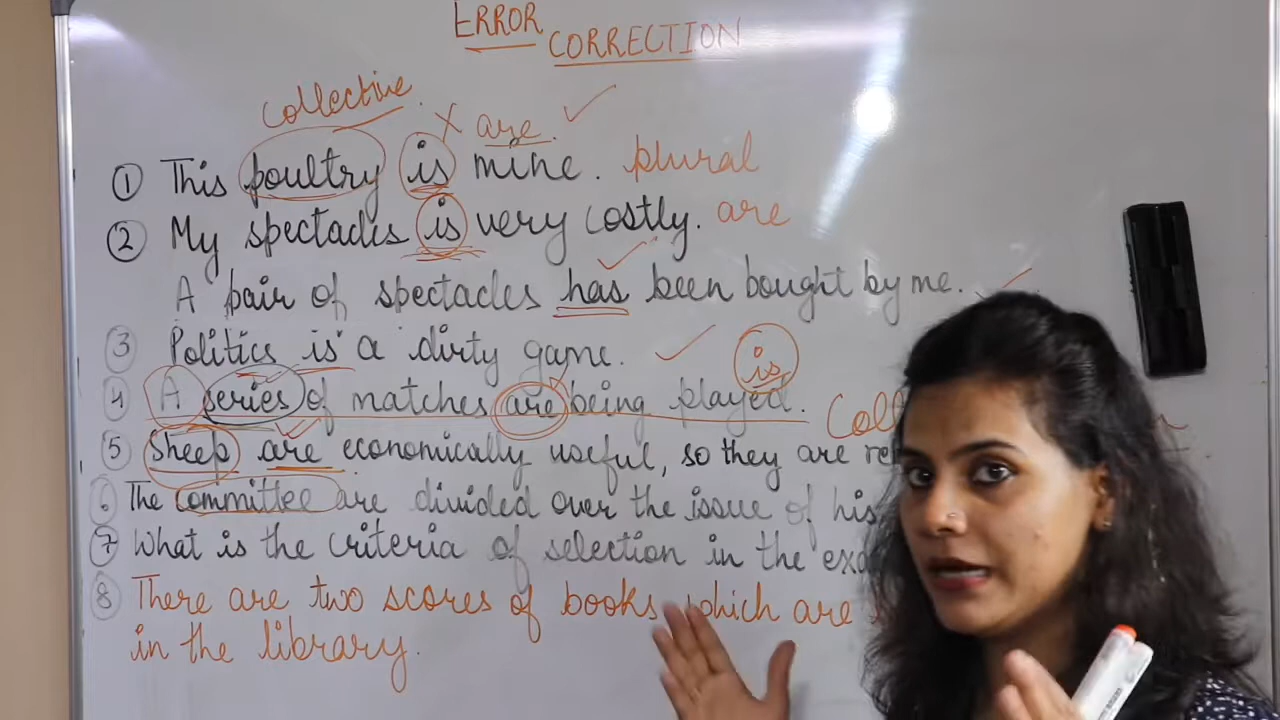 ERROR CORRECTION
collective.
x are. ✓
① This poultry is mine. plural
② My spectacles is very costly. are
A pair of spectacles has been bought by me.
③ Politics is a dirty game. ✓ is
④ A series of matches are being played.
⑤ Sheep are economically useful, so they are
⑥ The committee are divided over the issue of his
⑦ What is the criteria of selection in the
⑧ There are two scores of books which are
in the library.